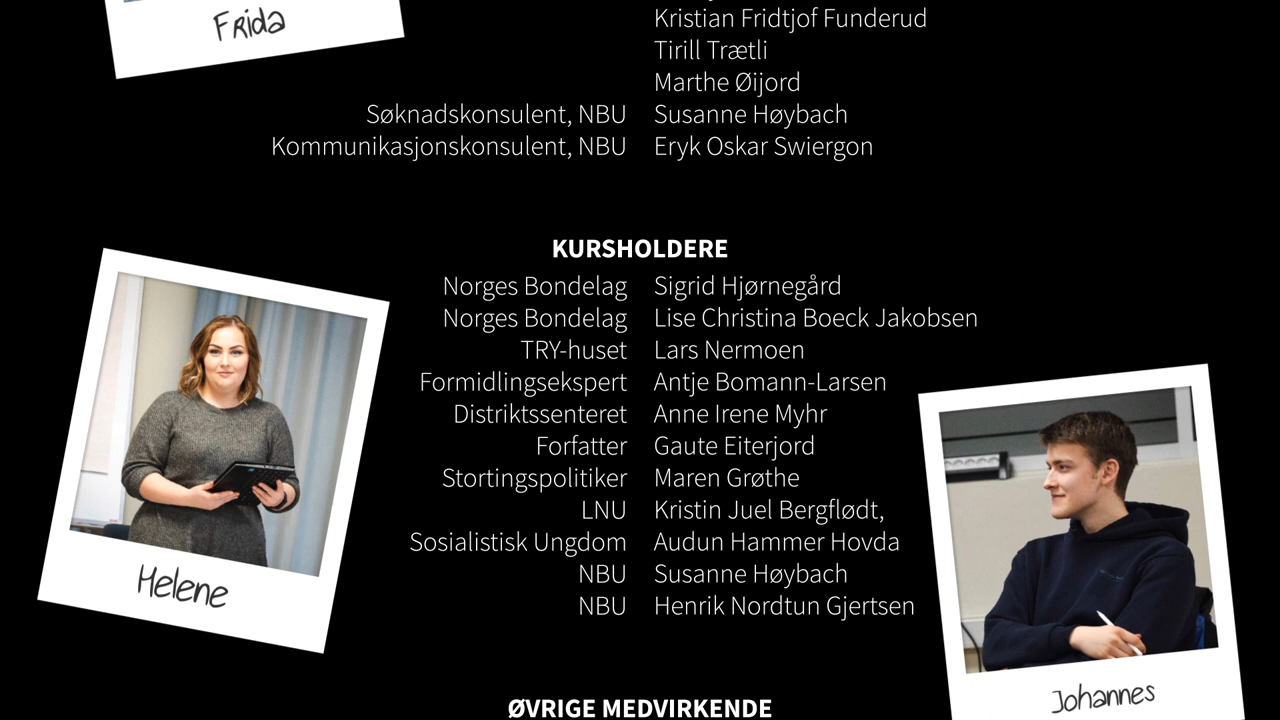 Frida
Kristian Fridtjof Funderud
Tirill Trætli
Marthe Øijord
Søknadskonsulent, NBU Susanne Høybach
Kommunikasjonskonsulent, NBU Eryk Oskar Swiergon
KURSHOLDERE
Norges Bondelag Sigrid Hjørnegård
Norges Bondelag Lise Christina Boeck Jakobsen
TRY-huset Lars Nermoen
Formidlingsekspert Antje Bomann-Larsen
Distriktssenteret Anne Irene Myhr
Forfatter Gaute Eiterjord
Stortingspolitiker Maren Grøthe
LNU Kristin Juel Bergflødt,
Sosialistisk Ungdom Audun Hammer Hovda
NBU Susanne Høybach
NBU Henrik Nordtun Gjertsen
Helene
Johannes
ØVRIGE MEDVIRKENDE